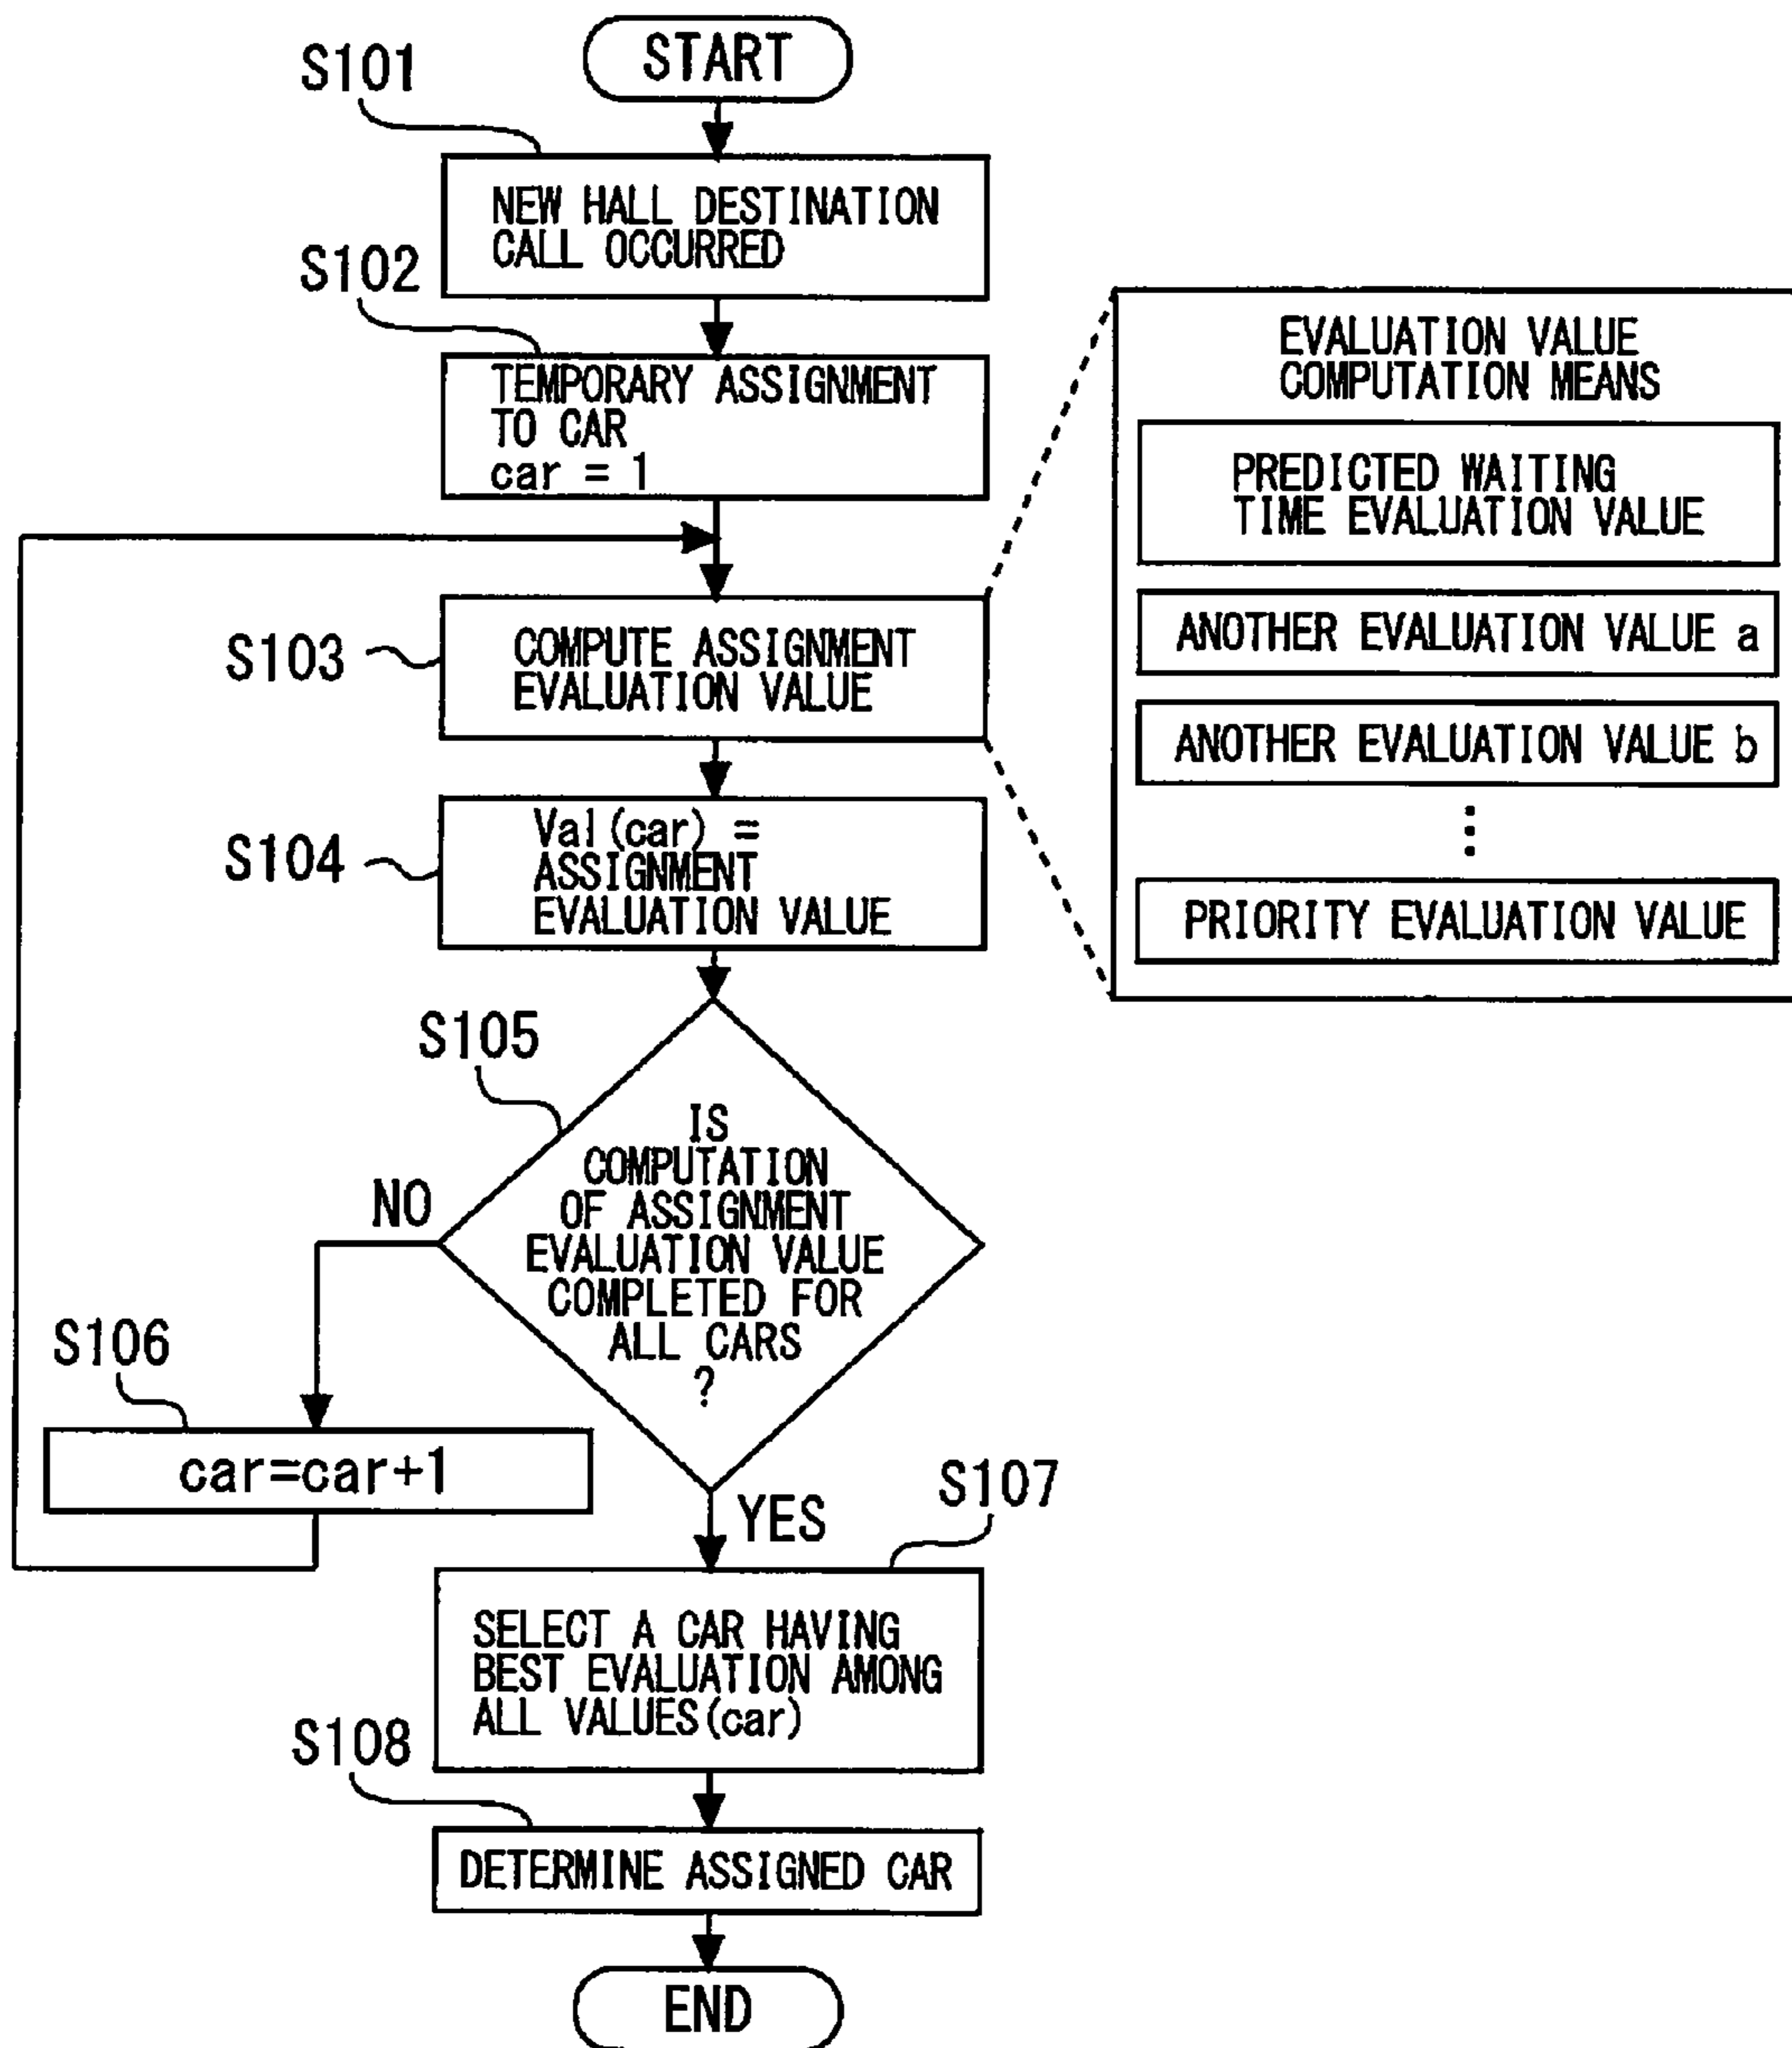 START
S101
NEW HALL DESTINATION
CALL OCCURRED
S102
TEMPORARY ASSIGNMENT
TO CAR
car = 1
S103
COMPUTE ASSIGNMENT
EVALUATION VALUE
EVALUATION VALUE
COMPUTATION MEANS
PREDICTED WAITING
TIME EVALUATION VALUE
ANOTHER EVALUATION VALUE a
ANOTHER EVALUATION VALUE b
⋮
PRIORITY EVALUATION VALUE
S104
Val(car) =
ASSIGNMENT
EVALUATION VALUE
S105
IS
COMPUTATION
OF ASSIGNMENT
EVALUATION VALUE
COMPLETED FOR
ALL CARS
?
NO
S106
car=car+1
YES
S107
SELECT A CAR HAVING
BEST EVALUATION AMONG
ALL VALUES(car)
S108
DETERMINE ASSIGNED CAR
END